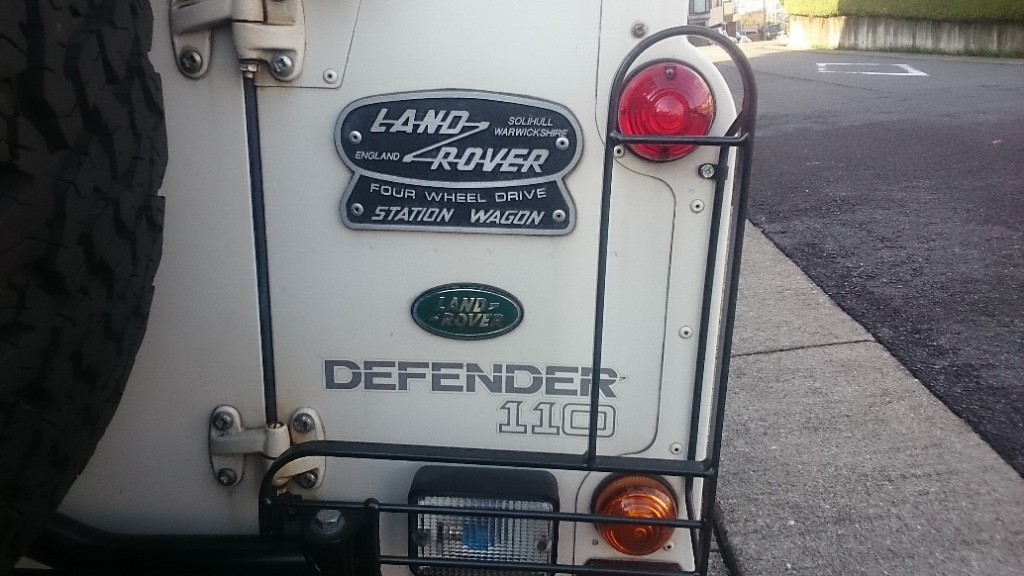 LAND
SOLIHULL
WARWICKSHIRE
ENGLAND
ROVER
FOUR WHEEL DRIVE
STATION WAGON
LAND
ROVER
DEFENDER
110